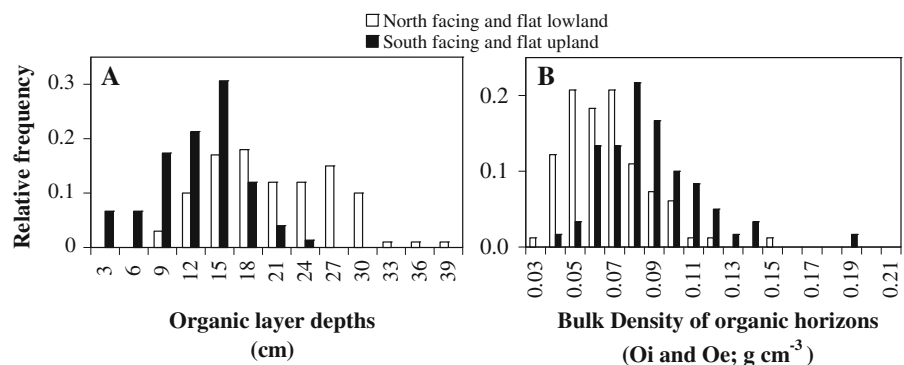 North facing and flat lowland
South facing and flat upland
A
B
Relative frequency
0.3
0.2
0.1
0
3 6 9 12 15 18 21 24 27 30 33 36 39
Organic layer depths
(cm)
0.2
0.1
0.0
0.03 0.05 0.07 0.09 0.11 0.13 0.15 0.17 0.19 0.21
Bulk Density of organic horizons
(Oi and Oe; g cm⁻³)